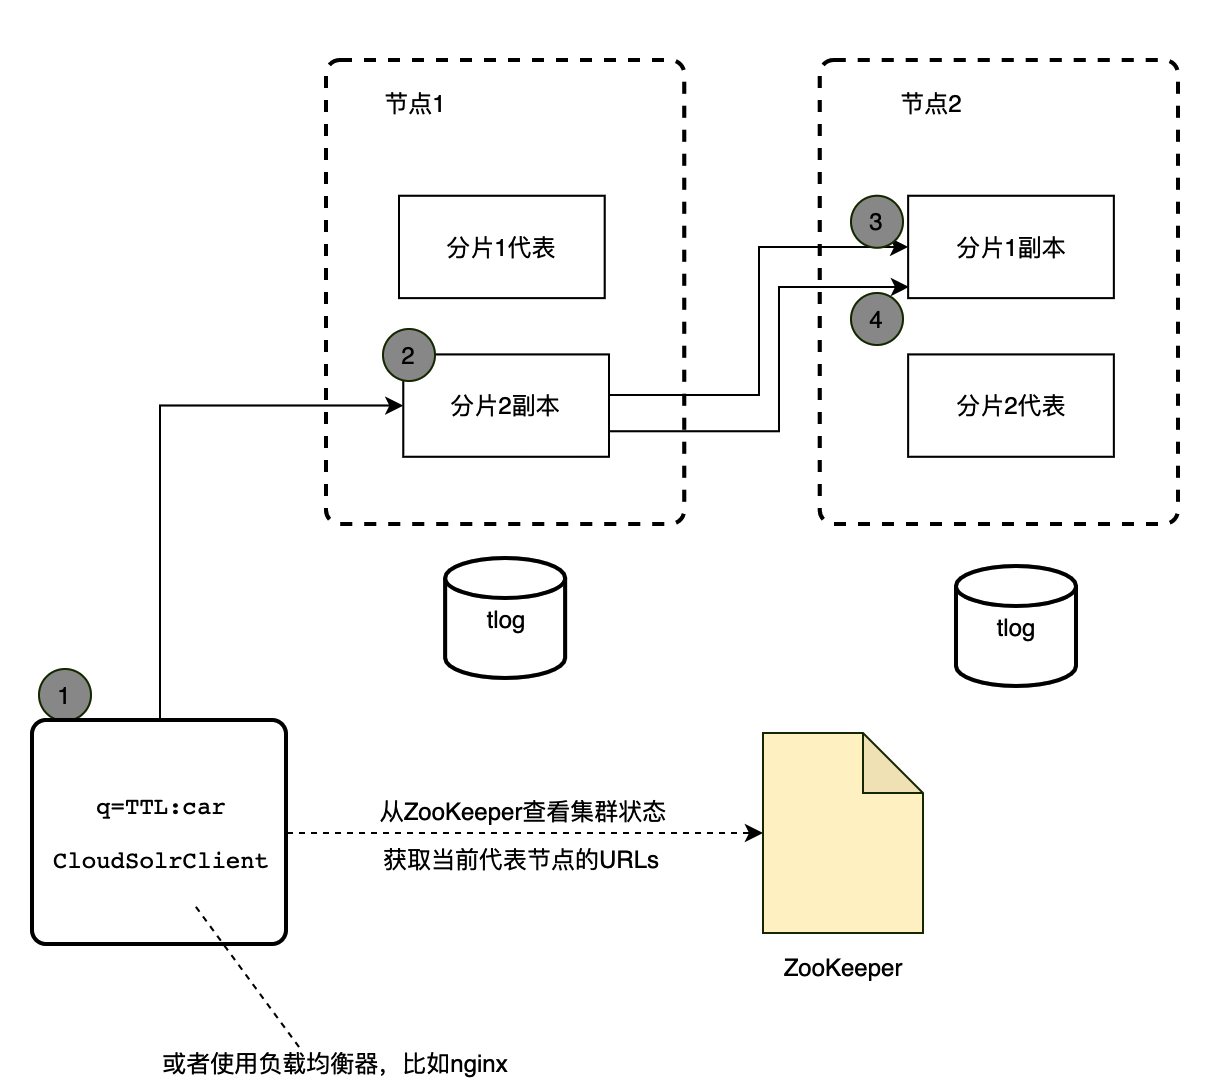 节点1
节点2
分片1代表
3
分片1副本
4
2
分片2副本
分片2代表
tlog
tlog
1
q=TTL:car
CloudSolrClient
从ZooKeeper查看集群状态
获取当前代表节点的URLs
ZooKeeper
或者使用负载均衡器，比如nginx